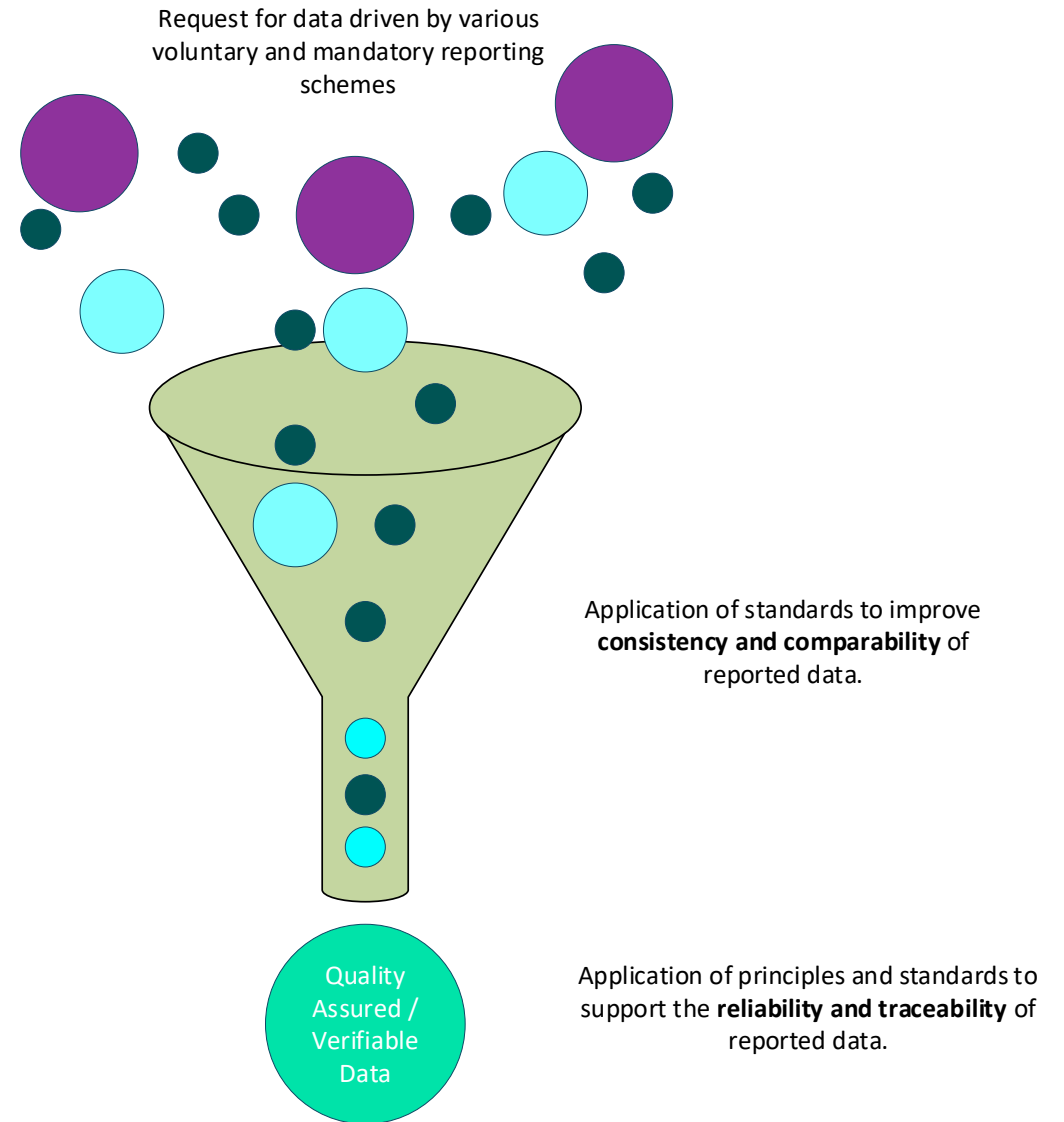 Request for data driven by various
voluntary and mandatory reporting
schemes
Application of standards to improve
consistency and comparability of
reported data.
Quality
Assured /
Verifiable
Data
Application of principles and standards to
support the reliability and traceability of
reported data.